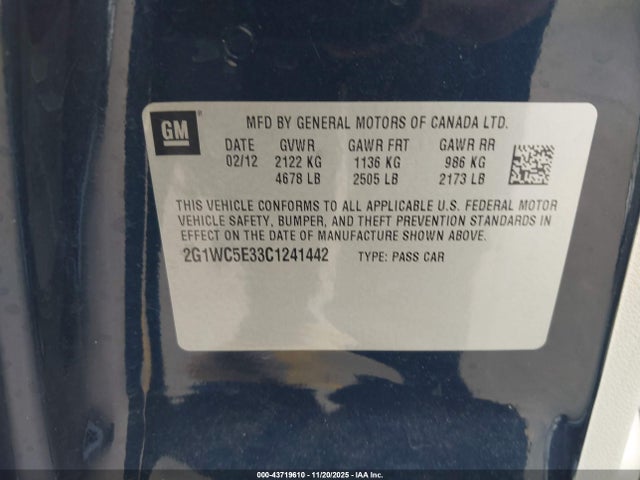 GM
MFD BY GENERAL MOTORS OF CANADA LTD.
DATE GVWR GAWR FRT GAWR RR
02/12 2122 KG 1136 KG 986 KG
4678 LB 2505 LB 2173 LB
THIS VEHICLE CONFORMS TO ALL APPLICABLE U.S. FEDERAL MOTOR
VEHICLE SAFETY, BUMPER, AND THEFT PREVENTION STANDARDS IN
EFFECT ON THE DATE OF MANUFACTURE SHOWN ABOVE.
2G1WC5E33C1241442 TYPE: PASS CAR
000-43719610 - 11/20/2025 - IAA Inc.